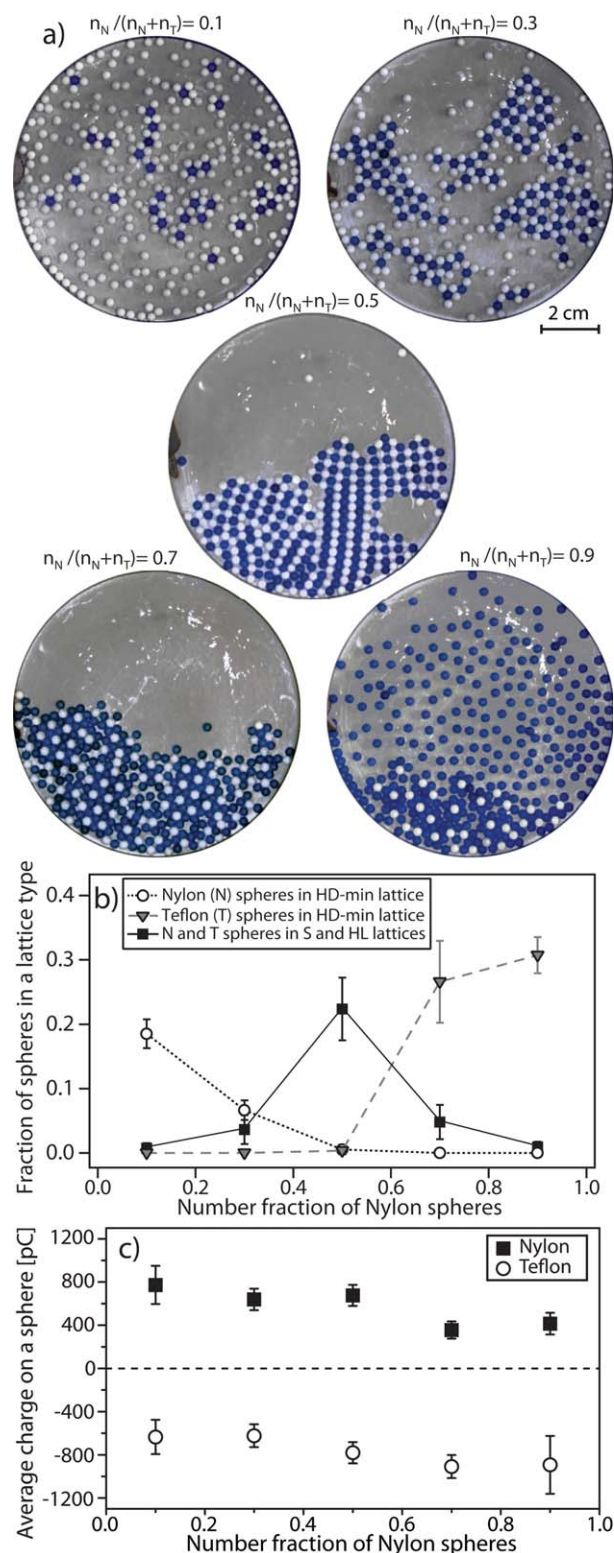 a)
n_N /(n_N+n_T)= 0.1
n_N /(n_N+n_T)= 0.3
n_N /(n_N+n_T)= 0.5
2 cm
n_N /(n_N+n_T)= 0.7
n_N /(n_N+n_T)= 0.9
b)
Nylon (N) spheres in HD-min lattice
Teflon (T) spheres in HD-min lattice
N and T spheres in S and HL lattices
Fraction of spheres in a lattice type
0.4
0.3
0.2
0.1
0.0
0.0 0.2 0.4 0.6 0.8 1.0
Number fraction of Nylon spheres
c)
Nylon
Teflon
Average charge on a sphere [pC]
1200
800
400
0
-400
-800
-1200
0.0 0.2 0.4 0.6 0.8 1.0
Number fraction of Nylon spheres